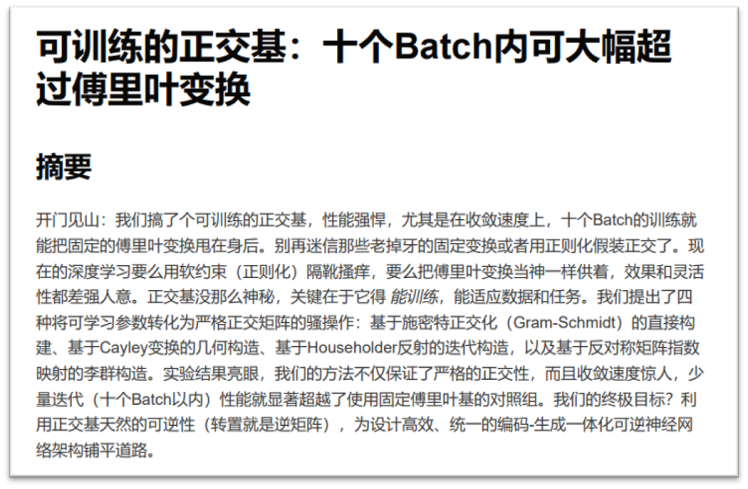 可训练的正交基：十个Batch内可大幅超
过傅里叶变换
摘要
开门见山：我们搞了个可训练的正交基，性能强悍，尤其是在收敛速度上，十个Batch的训练就
能把固定的傅里叶变换甩在身后。别再迷信那些老掉牙的固定变换或者用正则化假装正交了。现
在的深度学习要么用软约束（正则化）隔靴搔痒，要么把傅里叶变换当神一样供着，效果和灵活
性都差强人意。正交基没那么神秘，关键在于它得 能训练，能适应数据和任务。我们提出了四
种将可学习参数转化为严格正交矩阵的骚操作：基于施密特正交化（Gram-Schmidt）的直接构
建、基于Cayley变换的几何构造、基于Householder反射的迭代构造，以及基于反对称矩阵指数
映射的李群构造。实验结果亮眼，我们的方法不仅保证了严格的正交性，而且收敛速度惊人，少
量迭代（十个Batch以内）性能就显著超越了使用固定傅里叶基的对照组。我们的终极目标？利
用正交基天然的可逆性（转置就是逆矩阵），为设计高效、统一的编码-生成一体化可逆神经网
络架构铺平道路。